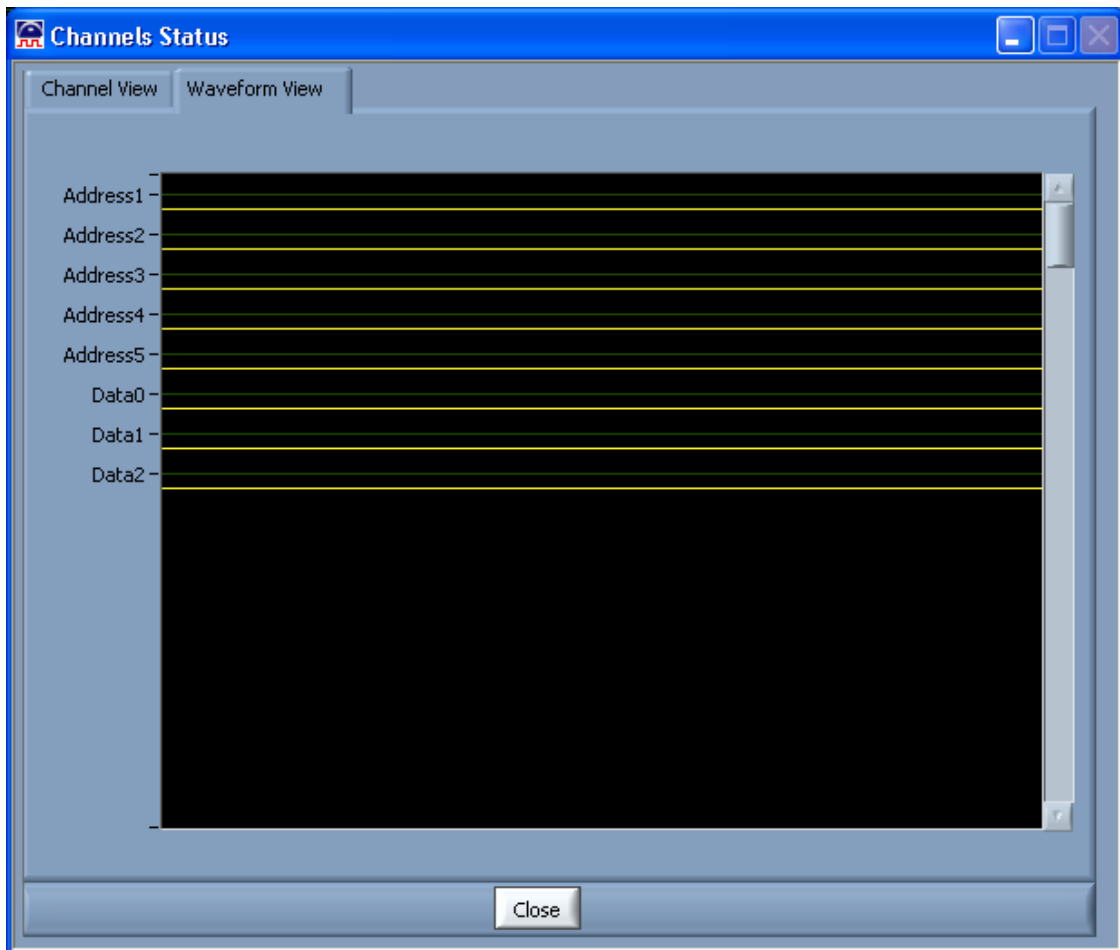 Channels Status
Channel View Waveform View
Address1
Address2
Address3
Address4
Address5
Data0
Data1
Data2
Close